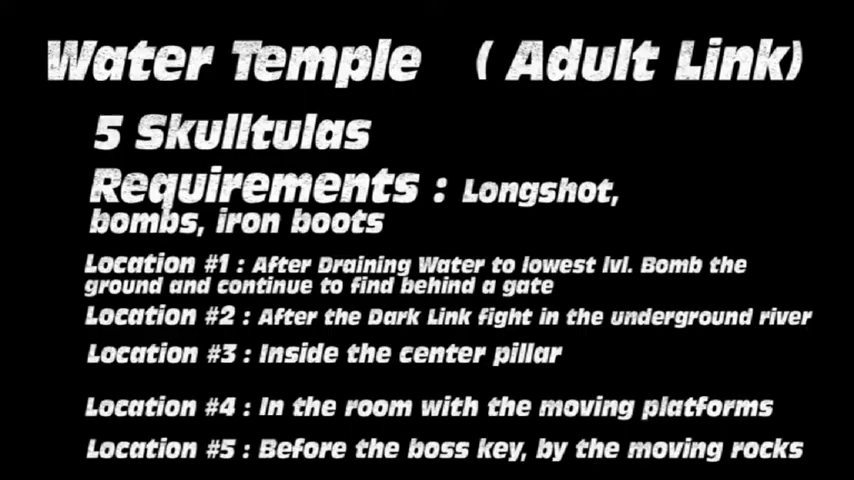 Water Temple ( Adult Link)
5 Skulltulas
Requirements : Longshot,
bombs, iron boots
Location #1 : After Draining Water to lowest lvl. Bomb the
ground and continue to find behind a gate
Location #2 : After the Dark Link fight in the underground river
Location #3 : Inside the center pillar
Location #4 : In the room with the moving platforms
Location #5 : Before the boss key, by the moving rocks